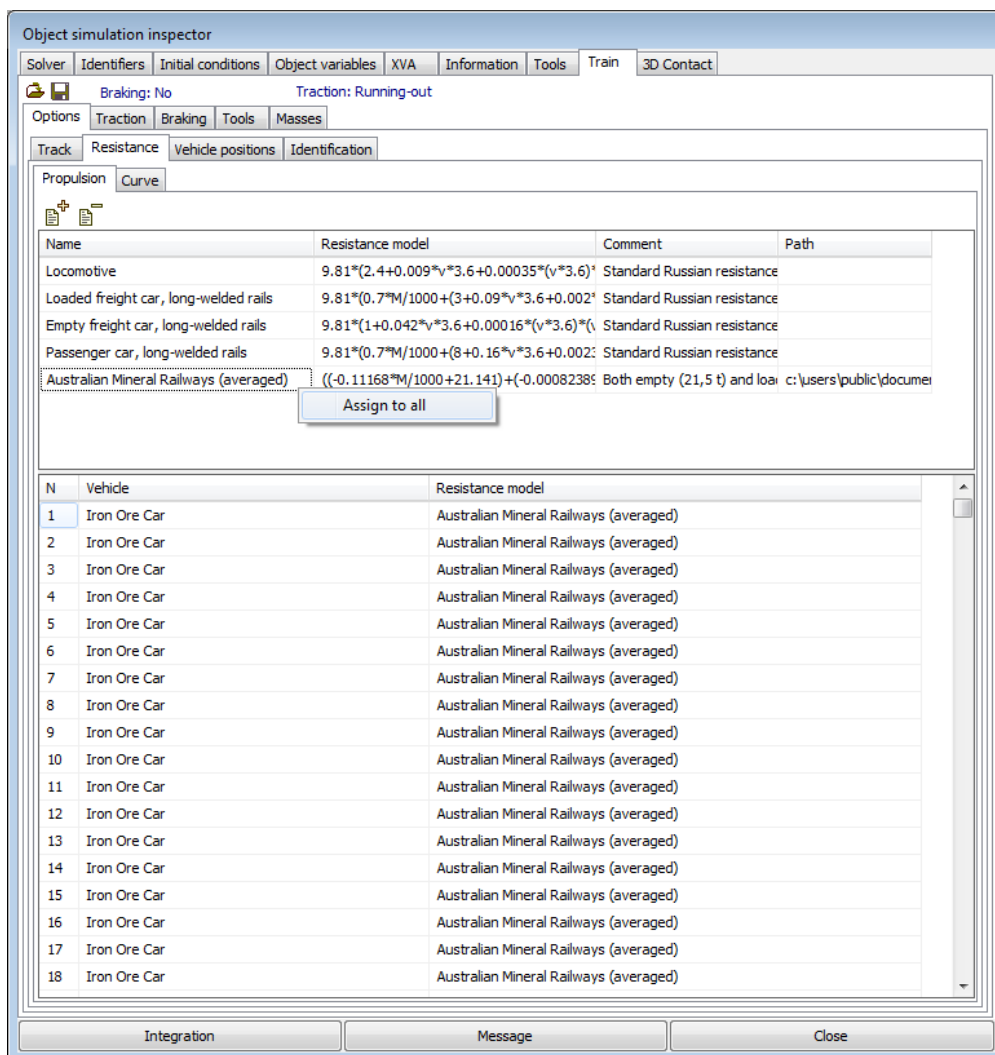 Object simulation inspector
Solver Identifiers Initial conditions Object variables XVA Information Tools Train 3D Contact
Braking: No Traction: Running-out
Options Traction Braking Tools Masses
Track Resistance Vehicle positions Identification
Propulsion Curve
Name Resistance model Comment Path
Locomotive 9.81*(2.4+0.009*v*3.6+0.00035*(v*3.6)* Standard Russian resistance
Loaded freight car, long-welded rails 9.81*(0.7*M/1000+(3+0.09*v*3.6+0.002* Standard Russian resistance
Empty freight car, long-welded rails 9.81*(1+0.042*v*3.6+0.00016*(v*3.6)*(v Standard Russian resistance
Passenger car, long-welded rails 9.81*(0.7*M/1000+(8+0.16*v*3.6+0.0023 Standard Russian resistance
Australian Mineral Railways (averaged) ((-0.11168*M/1000+21.141)+(-0.00082389 Both empty (21,5 t) and loa c:\users\public\documen
Assign to all
N Vehicle Resistance model
1 Iron Ore Car Australian Mineral Railways (averaged)
2 Iron Ore Car Australian Mineral Railways (averaged)
3 Iron Ore Car Australian Mineral Railways (averaged)
4 Iron Ore Car Australian Mineral Railways (averaged)
5 Iron Ore Car Australian Mineral Railways (averaged)
6 Iron Ore Car Australian Mineral Railways (averaged)
7 Iron Ore Car Australian Mineral Railways (averaged)
8 Iron Ore Car Australian Mineral Railways (averaged)
9 Iron Ore Car Australian Mineral Railways (averaged)
10 Iron Ore Car Australian Mineral Railways (averaged)
11 Iron Ore Car Australian Mineral Railways (averaged)
12 Iron Ore Car Australian Mineral Railways (averaged)
13 Iron Ore Car Australian Mineral Railways (averaged)
14 Iron Ore Car Australian Mineral Railways (averaged)
15 Iron Ore Car Australian Mineral Railways (averaged)
16 Iron Ore Car Australian Mineral Railways (averaged)
17 Iron Ore Car Australian Mineral Railways (averaged)
18 Iron Ore Car Australian Mineral Railways (averaged)
Integration Message Close